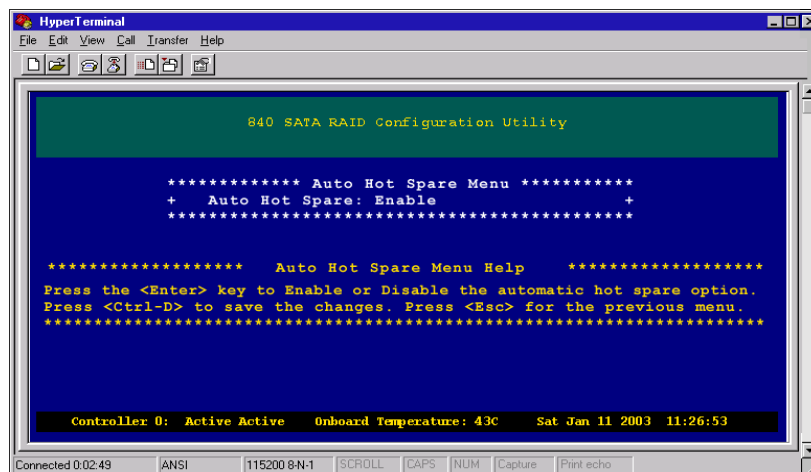 HyperTerminal
File Edit View Call Transfer Help
840 SATA RAID Configuration Utility
************* Auto Hot Spare Menu ***********
+ Auto Hot Spare: Enable +
*********************************************
******************* Auto Hot Spare Menu Help *******************
Press the <Enter> key to Enable or Disable the automatic hot spare option.
Press <Ctrl-D> to save the changes. Press <Esc> for the previous menu.
************************************************************************
Controller 0: Active Active Onboard Temperature: 43C Sat Jan 11 2003 11:26:53
Connected 0:02:49 ANSI 115200 8-N-1 SCROLL CAPS NUM Capture Print echo